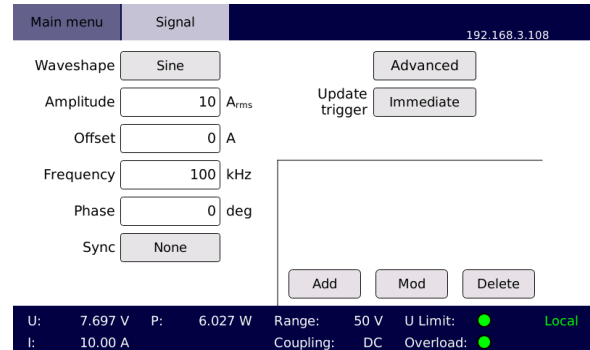 Main menu Signal
192.168.3.108
Waveshape Sine Advanced
Amplitude 10 Arms Update trigger Immediate
Offset 0 A
Frequency 100 kHz
Phase 0 deg
Sync None
Add Mod Delete
U: 7.697 V P: 6.027 W Range: 50 V U Limit: Local
I: 10.00 A Coupling: DC Overload: